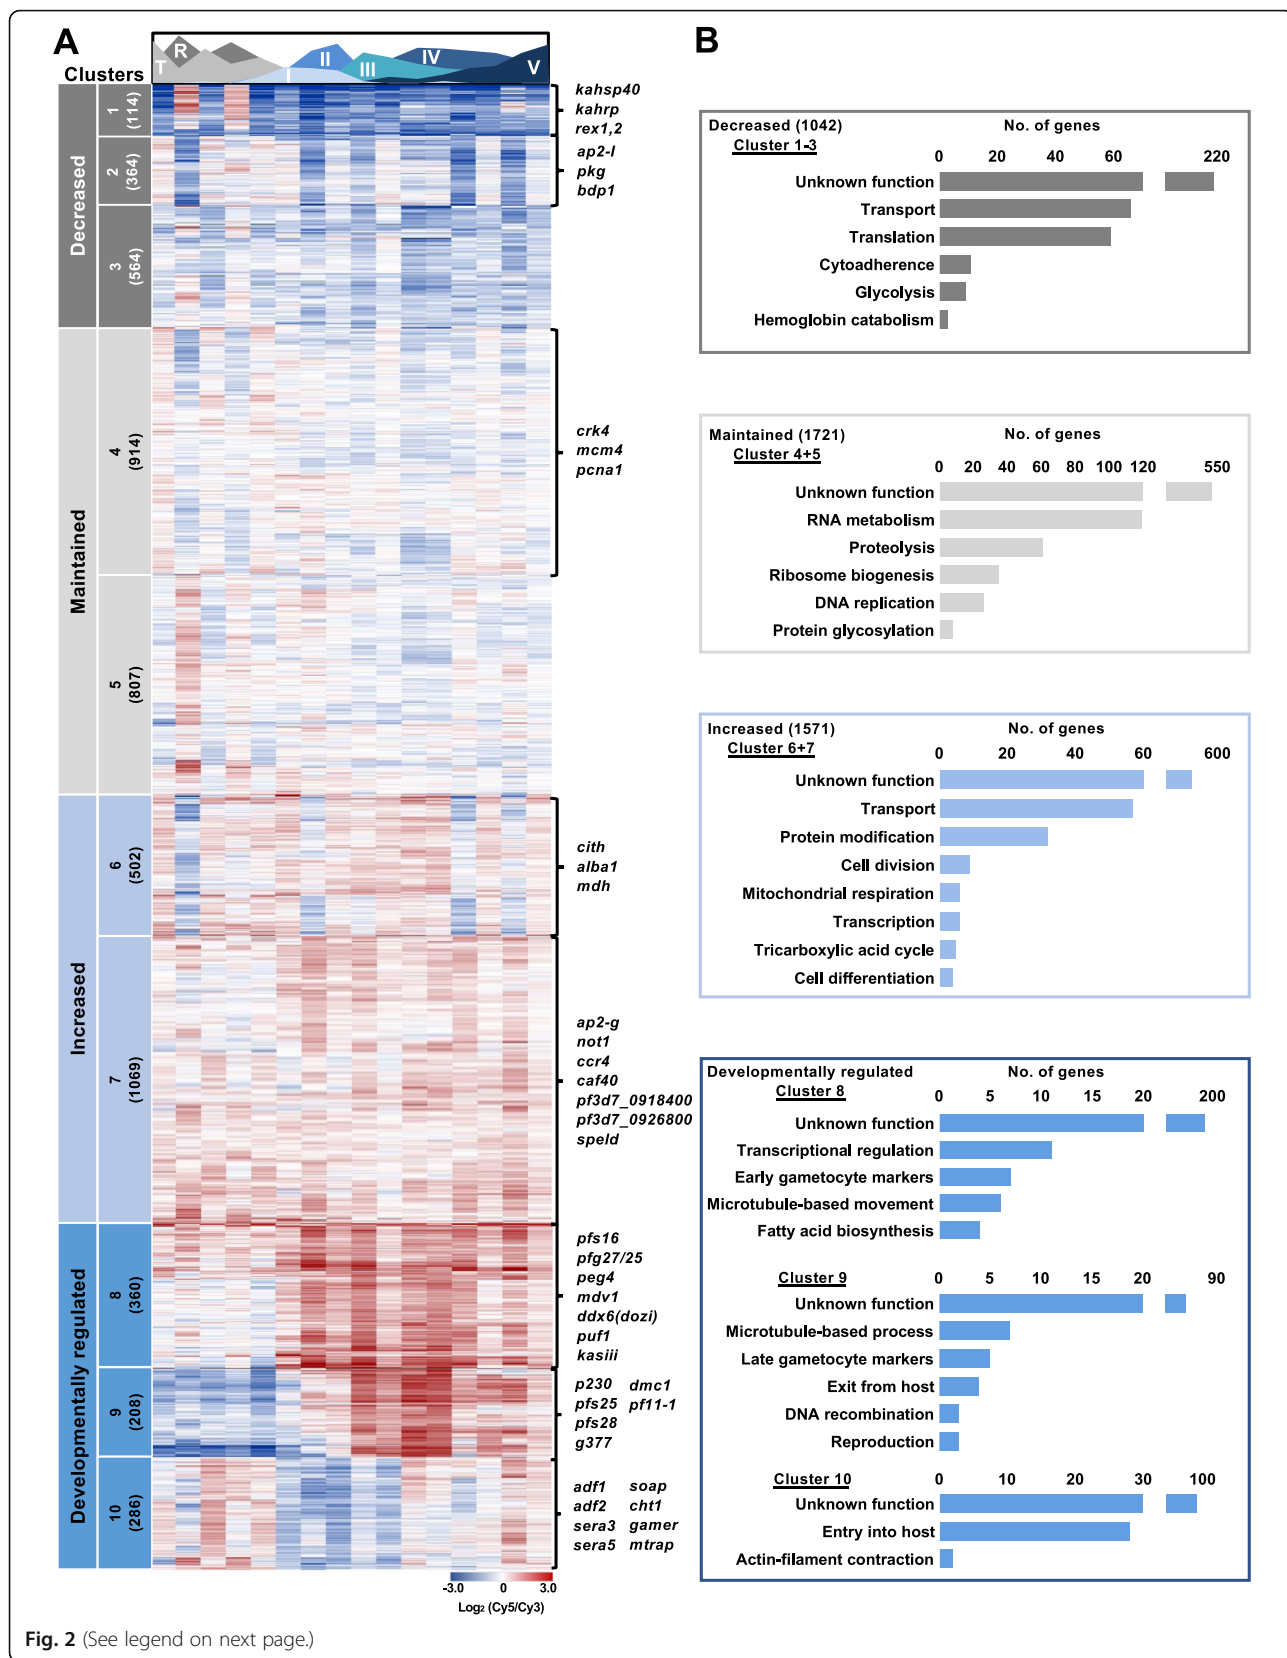 A
T
R
I
II
III
IV
V
Clusters
Decreased
1
(114)
2
(364)
3
(564)
Maintained
4
(914)
5
(807)
Increased
6
(502)
7
(1069)
Developmentally regulated
8
(360)
9
(208)
10
(286)
kahsp40
kahrp
rex1,2
ap2-l
pkg
bdp1
crk4
mcm4
pcna1
cith
alba1
mdh
ap2-g
not1
ccr4
caf40
pf3d7_0918400
pf3d7_0926800
speld
pfs16
pfg27/25
peg4
mdv1
ddx6(dozi)
puf1
kasiii
p230 dmc1
pfs25 pf11-1
pfs28
g377
adf1 soap
adf2 cht1
sera3 gamer
sera5 mtrap
-3.0 0 3.0
Log2 (Cy5/Cy3)
B
Decreased (1042) No. of genes
Cluster 1-3
0 20 40 60 220
Unknown function
Transport
Translation
Cytoadherence
Glycolysis
Hemoglobin catabolism
Maintained (1721) No. of genes
Cluster 4+5
0 20 40 60 80 100 120 550
Unknown function
RNA metabolism
Proteolysis
Ribosome biogenesis
DNA replication
Protein glycosylation
Increased (1571) No. of genes
Cluster 6+7
0 20 40 60 600
Unknown function
Transport
Protein modification
Cell division
Mitochondrial respiration
Transcription
Tricarboxylic acid cycle
Cell differentiation
Developmentally regulated No. of genes
Cluster 8
0 5 10 15 20 200
Unknown function
Transcriptional regulation
Early gametocyte markers
Microtubule-based movement
Fatty acid biosynthesis
Cluster 9
0 5 10 15 20 90
Unknown function
Microtubule-based process
Late gametocyte markers
Exit from host
DNA recombination
Reproduction
Cluster 10
0 10 20 30 100
Unknown function
Entry into host
Actin-filament contraction
Fig. 2 (See legend on next page.)